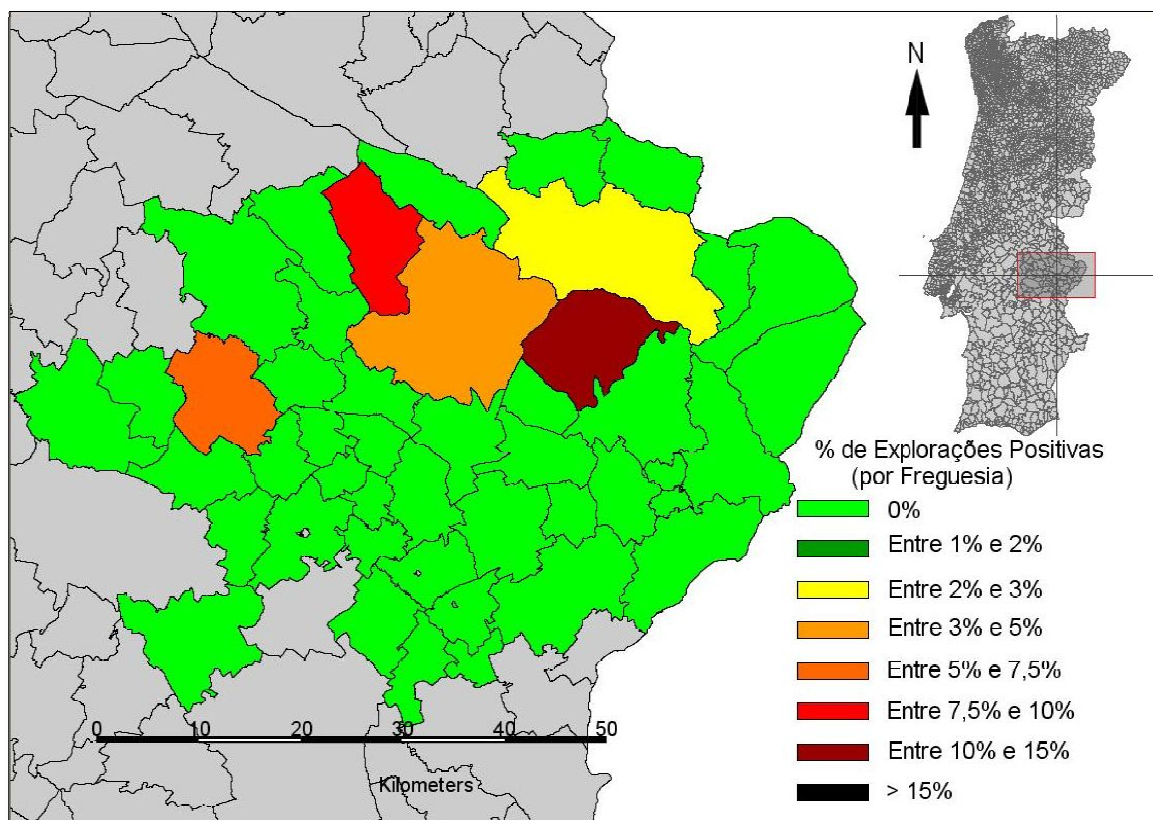 N
% de Explorações Positivas
(por Freguesia)
0%
Entre 1% e 2%
Entre 2% e 3%
Entre 3% e 5%
Entre 5% e 7,5%
Entre 7,5% e 10%
Entre 10% e 15%
> 15%
0 10 20 30 40 50
Kilometers